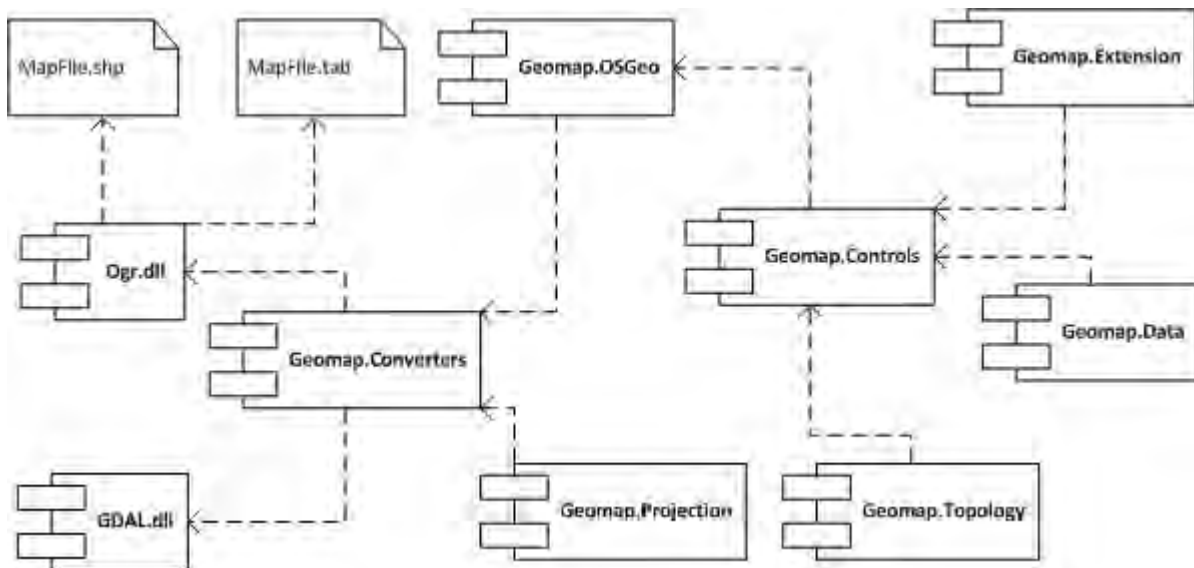 MapFile.shp
MapFile.tab
Geomap.OSGeo
Geomap.Extension
Ogr.dll
Geomap.Controls
Geomap.Converters
Geomap.Data
GDAL.dll
Geomap.Projection
Geomap.Topology